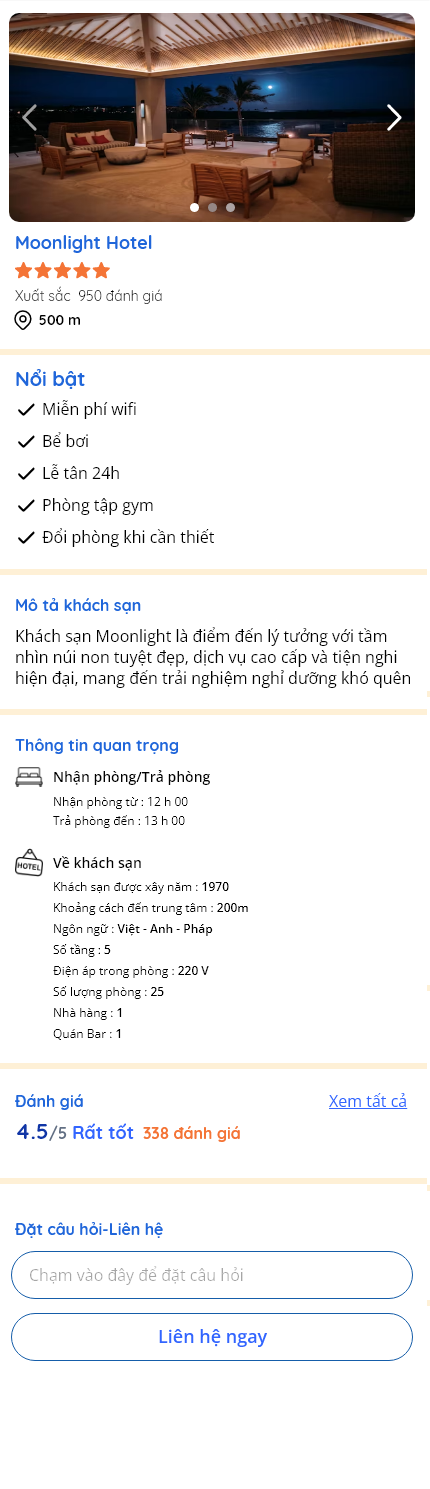 Moonlight Hotel
Xuất sắc 950 đánh giá
500 m
Nổi bật
Miễn phí wifi
Bể bơi
Lễ tân 24h
Phòng tập gym
Đổi phòng khi cần thiết
Mô tả khách sạn
Khách sạn Moonlight là điểm đến lý tưởng với tầm
nhìn núi non tuyệt đẹp, dịch vụ cao cấp và tiện nghi
hiện đại, mang đến trải nghiệm nghỉ dưỡng khó quên
Thông tin quan trọng
Nhận phòng/Trả phòng
Nhận phòng từ : 12 h 00
Trả phòng đến : 13 h 00
HOTEL
Về khách sạn
Khách sạn được xây năm : 1970
Khoảng cách đến trung tâm : 200m
Ngôn ngữ : Việt - Anh - Pháp
Số tầng : 5
Điện áp trong phòng : 220 V
Số lượng phòng : 25
Nhà hàng : 1
Quán Bar : 1
Đánh giá Xem tất cả
4.5/5 Rất tốt 338 đánh giá
Đặt câu hỏi-Liên hệ
Chạm vào đây để đặt câu hỏi
Liên hệ ngay